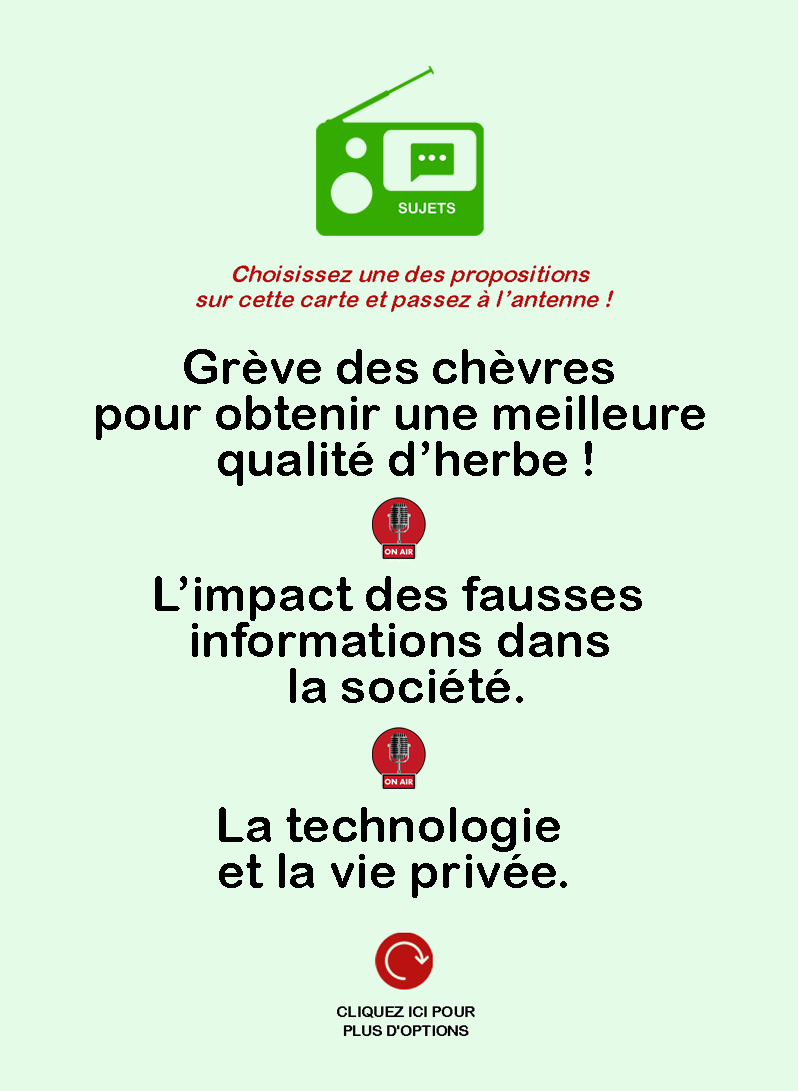 SUJETS
Choisissez une des propositions
sur cette carte et passez à l’antenne !
Grève des chèvres
pour obtenir une meilleure
qualité d’herbe !
ON AIR
L’impact des fausses
informations dans
la société.
ON AIR
La technologie
et la vie privée.
CLIQUEZ ICI POUR
PLUS D'OPTIONS